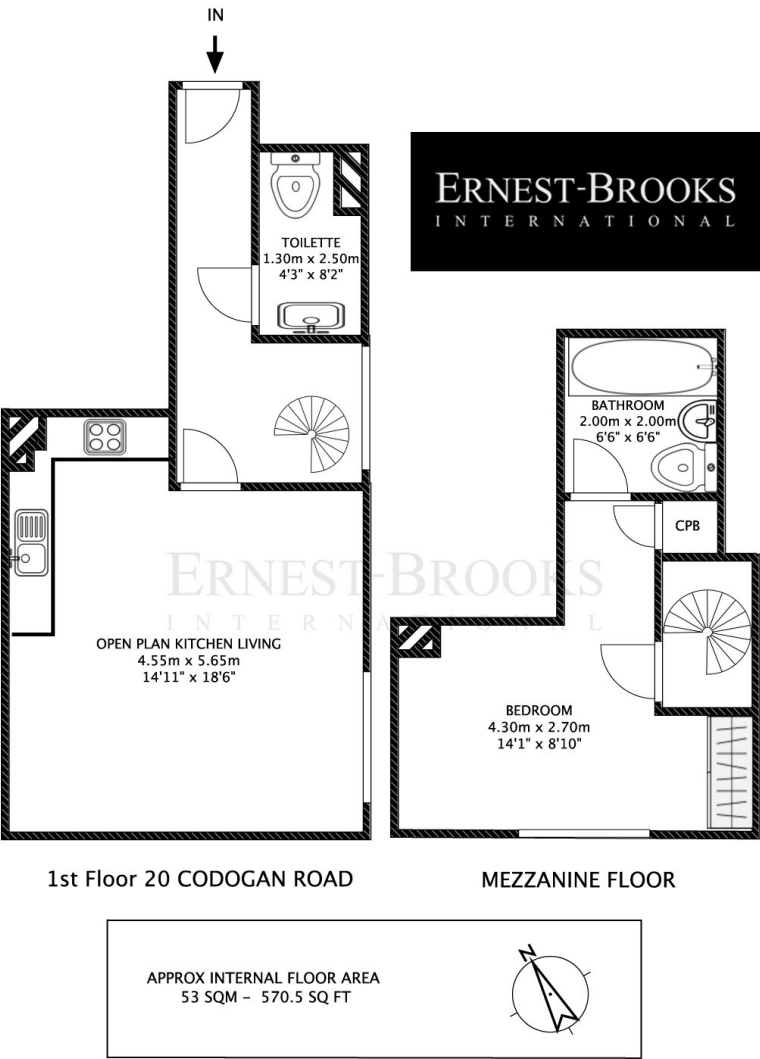 IN
ERNEST-BROOKS
INTERNATIONAL
TOILETTE
1.30m x 2.50m
4'3" x 8'2"
BATHROOM
2.00m x 2.00m
6'6" x 6'6"
CPB
ERNEST-BROOKS
INTERNATIONAL
OPEN PLAN KITCHEN LIVING
4.55m x 5.65m
14'11" x 18'6"
BEDROOM
4.30m x 2.70m
14'1" x 8'10"
1st Floor 20 CODOGAN ROAD
MEZZANINE FLOOR
APPROX INTERNAL FLOOR AREA
53 SQM – 570.5 SQ FT
N